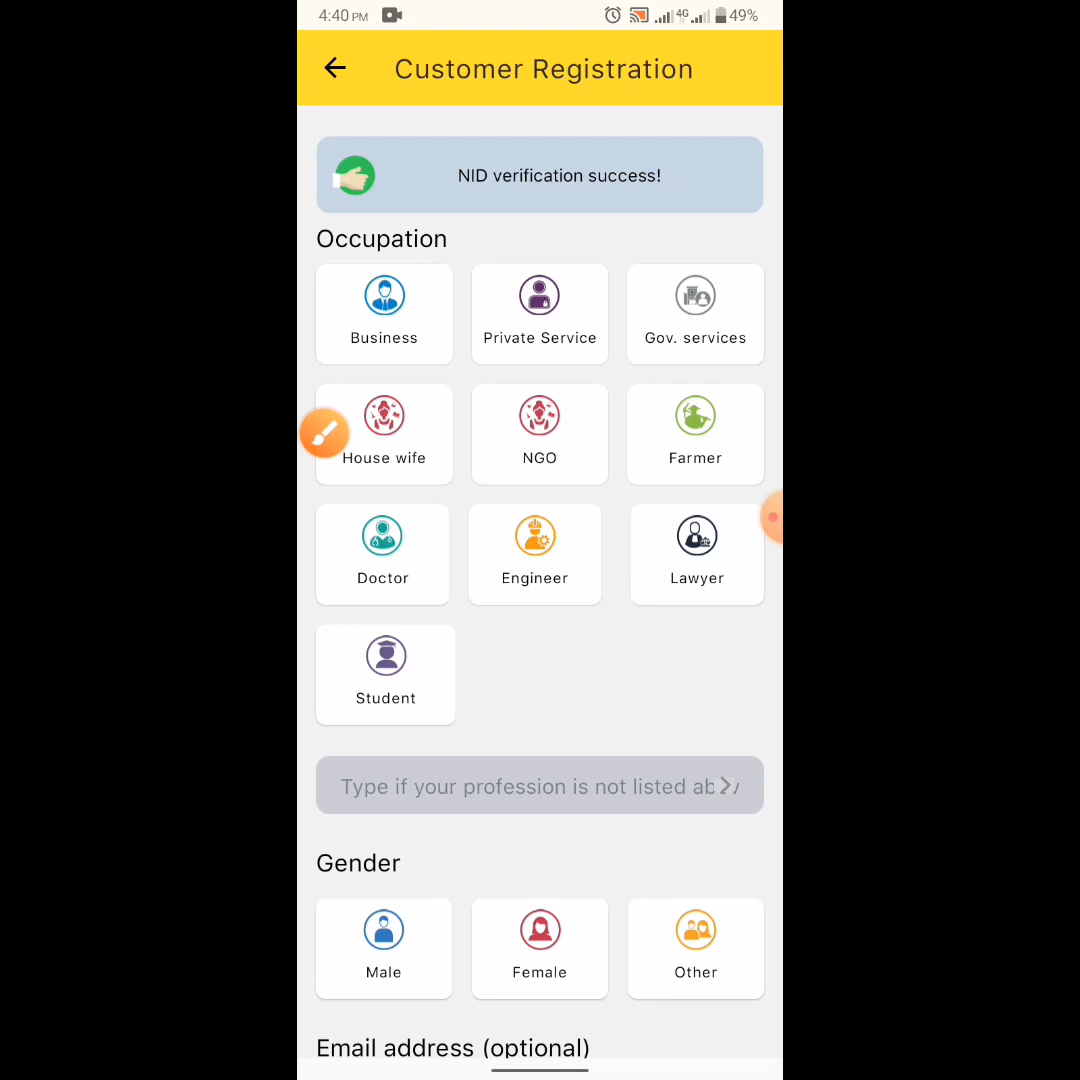 4:40 PM 4G 49%
Customer Registration
NID verification success!
Occupation
Business Private Service Gov. services
House wife NGO Farmer
Doctor Engineer Lawyer
Student
Type if your profession is not listed
Gender
Male Female Other
Email address (optional)